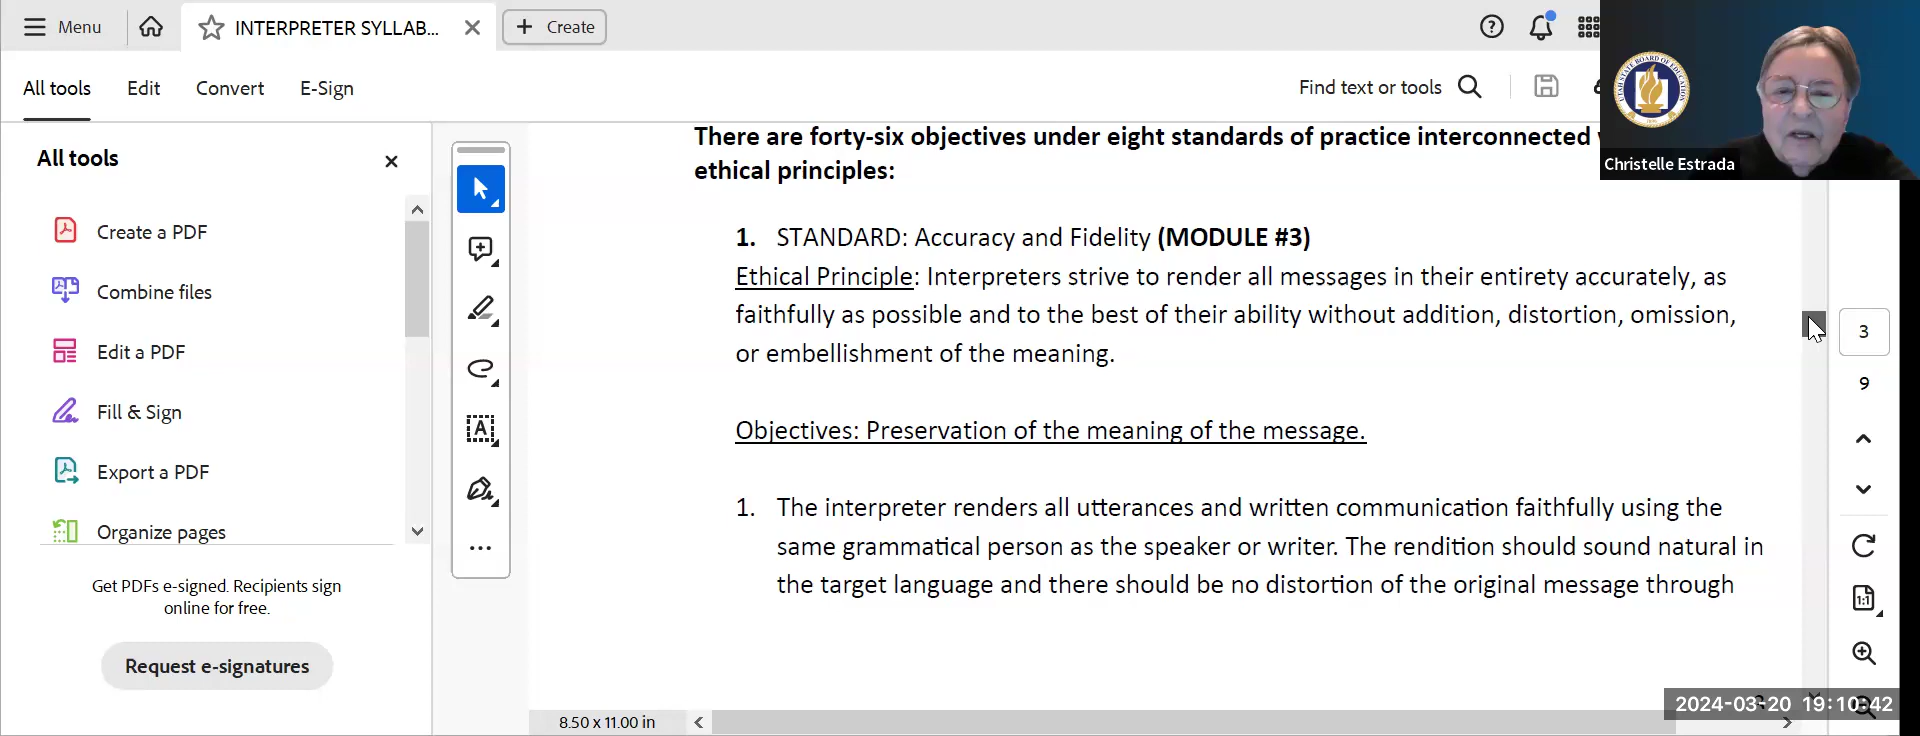 Menu
INTERPRETER SYLLAB...
Create
All tools
Edit
Convert
E-Sign
Find text or tools
UTAH STATE BOARD OF EDUCATION
Christelle Estrada
All tools
Create a PDF
Combine files
Edit a PDF
Fill & Sign
Export a PDF
Organize pages
Get PDFs e-signed. Recipients sign
online for free.
Request e-signatures
There are forty-six objectives under eight standards of practice interconnected
ethical principles:
1. STANDARD: Accuracy and Fidelity (MODULE #3)
Ethical Principle: Interpreters strive to render all messages in their entirety accurately, as
faithfully as possible and to the best of their ability without addition, distortion, omission,
or embellishment of the meaning.
Objectives: Preservation of the meaning of the message.
1. The interpreter renders all utterances and written communication faithfully using the
same grammatical person as the speaker or writer. The rendition should sound natural in
the target language and there should be no distortion of the original message through
8.50 x 11.00 in
3
9
1:1
2024-03-20 19:10:42